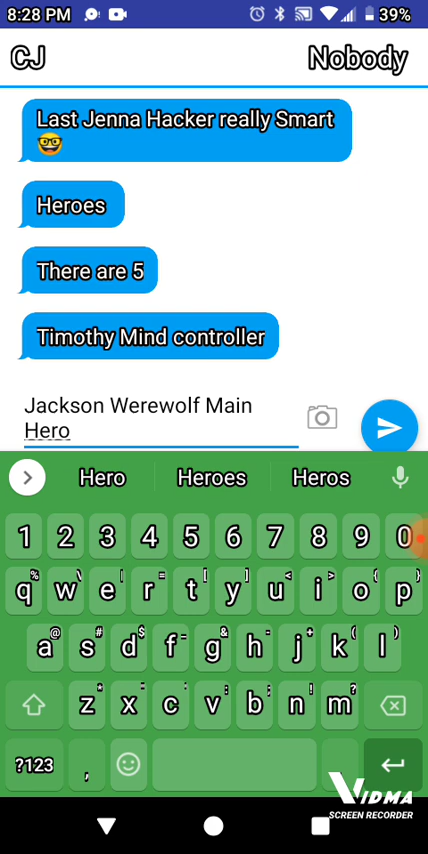 8:28 PM
39%
CJ
Nobody
Last Jenna Hacker really Smart
🤓
Heroes
There are 5
Timothy Mind controller
Jackson Werewolf Main
Hero
Hero Heroes Heros
1 2 3 4 5 6 7 8 9 0
% \ | = [ ] < > { }
q w e r t y u i o p
@ # $ _ & - + ( )
a s d f g h j k l
* " ' : ; ! ?
z x c v b n m
?123 ,
VIDMA
SCREEN RECORDER